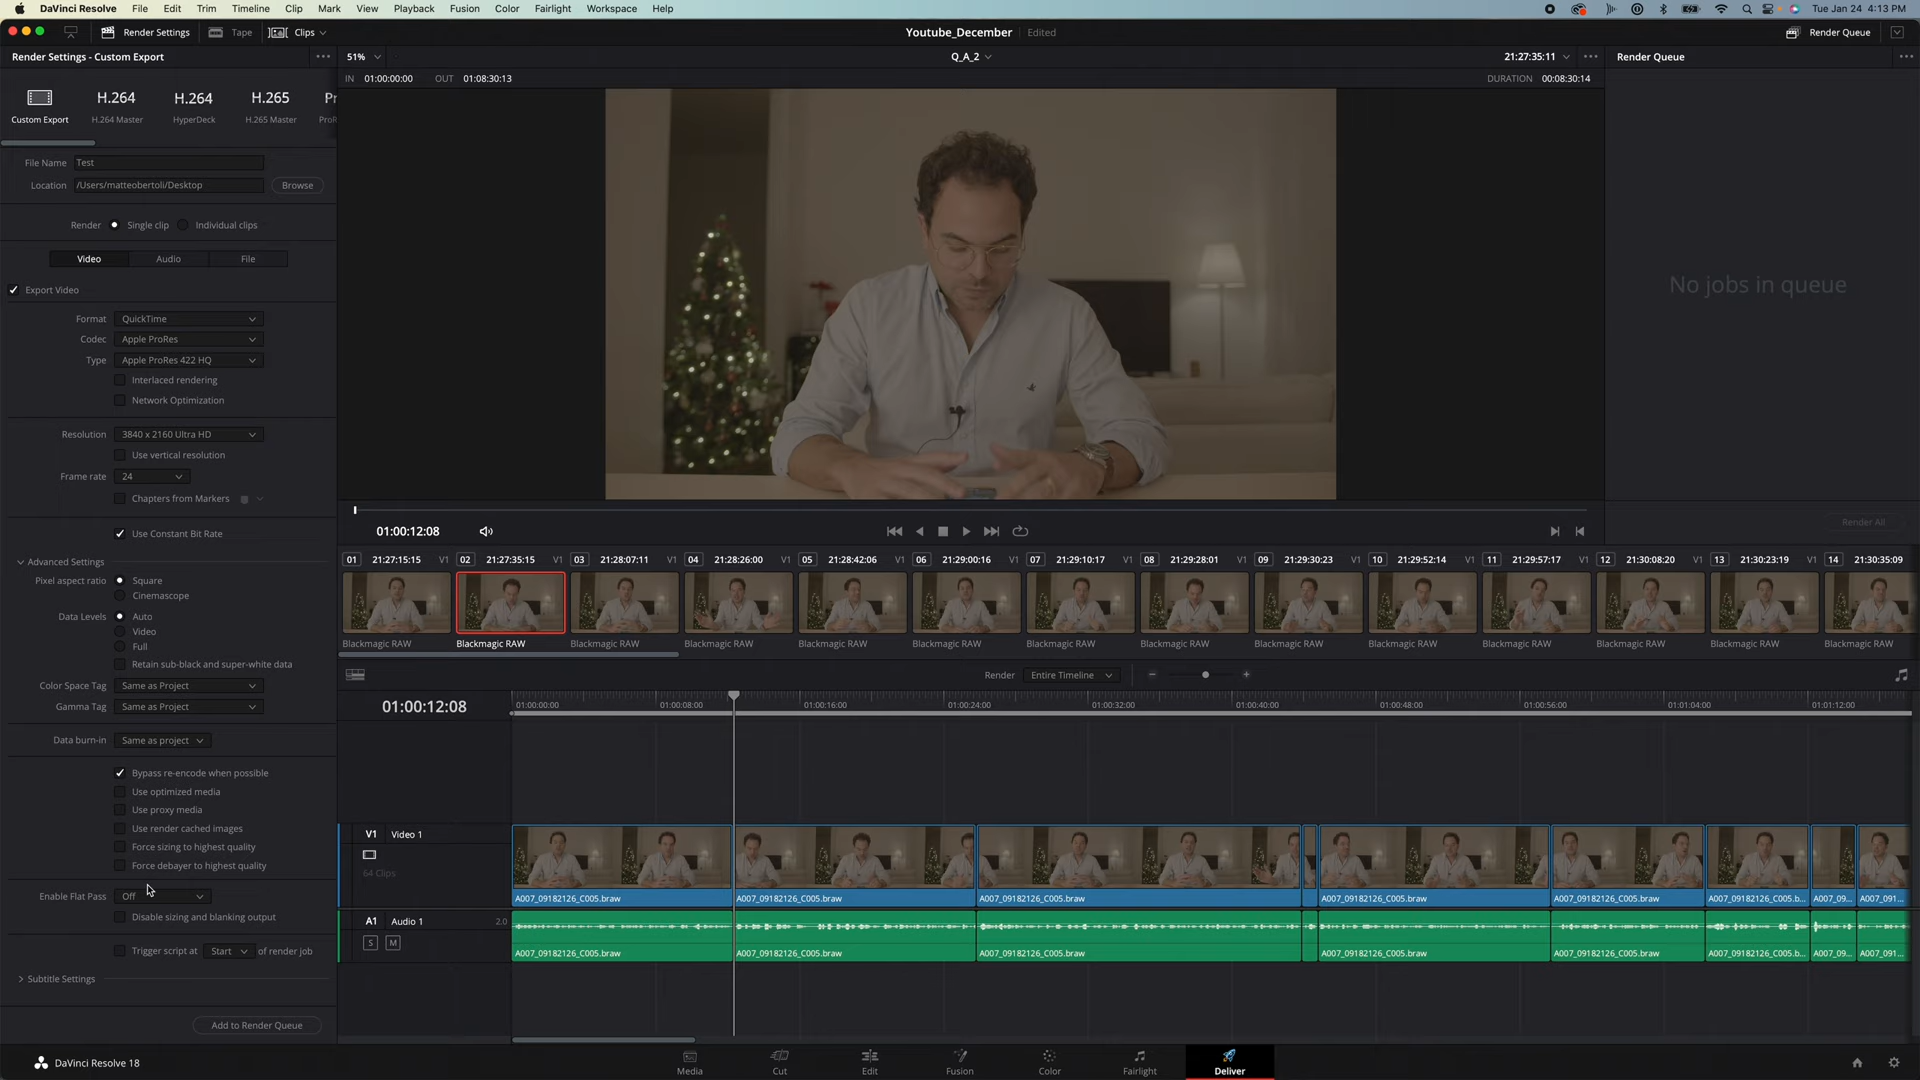 DaVinci Resolve File Edit Trim Timeline Clip Mark View Playback Fusion Color Fairlight Workspace Help Tue Jan 24 4:13 PM
Render Settings Tape Clips Youtube_December Edited Render Queue
Render Settings - Custom Export ••• 51% Q_A_2 21:27:35:11 ••• Render Queue •••
IN 01:00:00:00 OUT 01:08:30:13 DURATION 00:08:30:14
H.264 H.264 H.265 Pr
Custom Export H.264 Master HyperDeck H.265 Master ProR
File Name Test
Location /Users/matteobertoli/Desktop Browse
Render Single clip Individual clips
Video Audio File
Export Video
No jobs in queue
Format QuickTime
Codec Apple ProRes
Type Apple ProRes 422 HQ
Interlaced rendering
Network Optimization
Resolution 3840 x 2160 Ultra HD
Use vertical resolution
Frame rate 24
Chapters from Markers
Render All
01:00:12:08
Use Constant Bit Rate
01 21:27:15:15 V1 02 21:27:35:15 V1 03 21:28:07:11 V1 04 21:28:26:00 V1 05 21:28:42:06 V1 06 21:29:00:16 V1 07 21:29:10:17 V1 08 21:29:28:01 V1 09 21:29:30:23 V1 10 21:29:52:14 V1 11 21:29:57:17 V1 12 21:30:08:20 V1 13 21:30:23:19 V1 14 21:30:35:09
Blackmagic RAW Blackmagic RAW Blackmagic RAW Blackmagic RAW Blackmagic RAW Blackmagic RAW Blackmagic RAW Blackmagic RAW Blackmagic RAW Blackmagic RAW Blackmagic RAW Blackmagic RAW Blackmagic RAW Blackmagic RAW
Advanced Settings
Pixel aspect ratio Square
Cinemascope
Data Levels Auto
Video
Full
Retain sub-black and super-white data
Color Space Tag Same as Project
Gamma Tag Same as Project
Data burn-in Same as project
Bypass re-encode when possible
Use optimized media
Use proxy media
Use render cached images
Force sizing to highest quality
Force debayer to highest quality
Enable Flat Pass Off
Disable sizing and blanking output
Trigger script at Start of render job
Subtitle Settings
Add to Render Queue
Render Entire Timeline
01:00:12:08 01:00:00:00 01:00:08:00 01:00:16:00 01:00:24:00 01:00:32:00 01:00:40:00 01:00:48:00 01:00:56:00 01:01:04:00 01:01:12:00
V1 Video 1
64 Clips
A007_09182126_C005.braw A007_09182126_C005.braw A007_09182126_C005.braw A007_09182126_C005.braw A007_09182126_C005.braw A007_09182126_C005.b... A007_09... A007_091...
A1 Audio 1 2.0
S M
A007_09182126_C005.braw A007_09182126_C005.braw A007_09182126_C005.braw A007_09182126_C005.braw A007_09182126_C005.braw A007_09182126_C005.b... A007_09... A007_091...
DaVinci Resolve 18 Media Cut Edit Fusion Color Fairlight Deliver